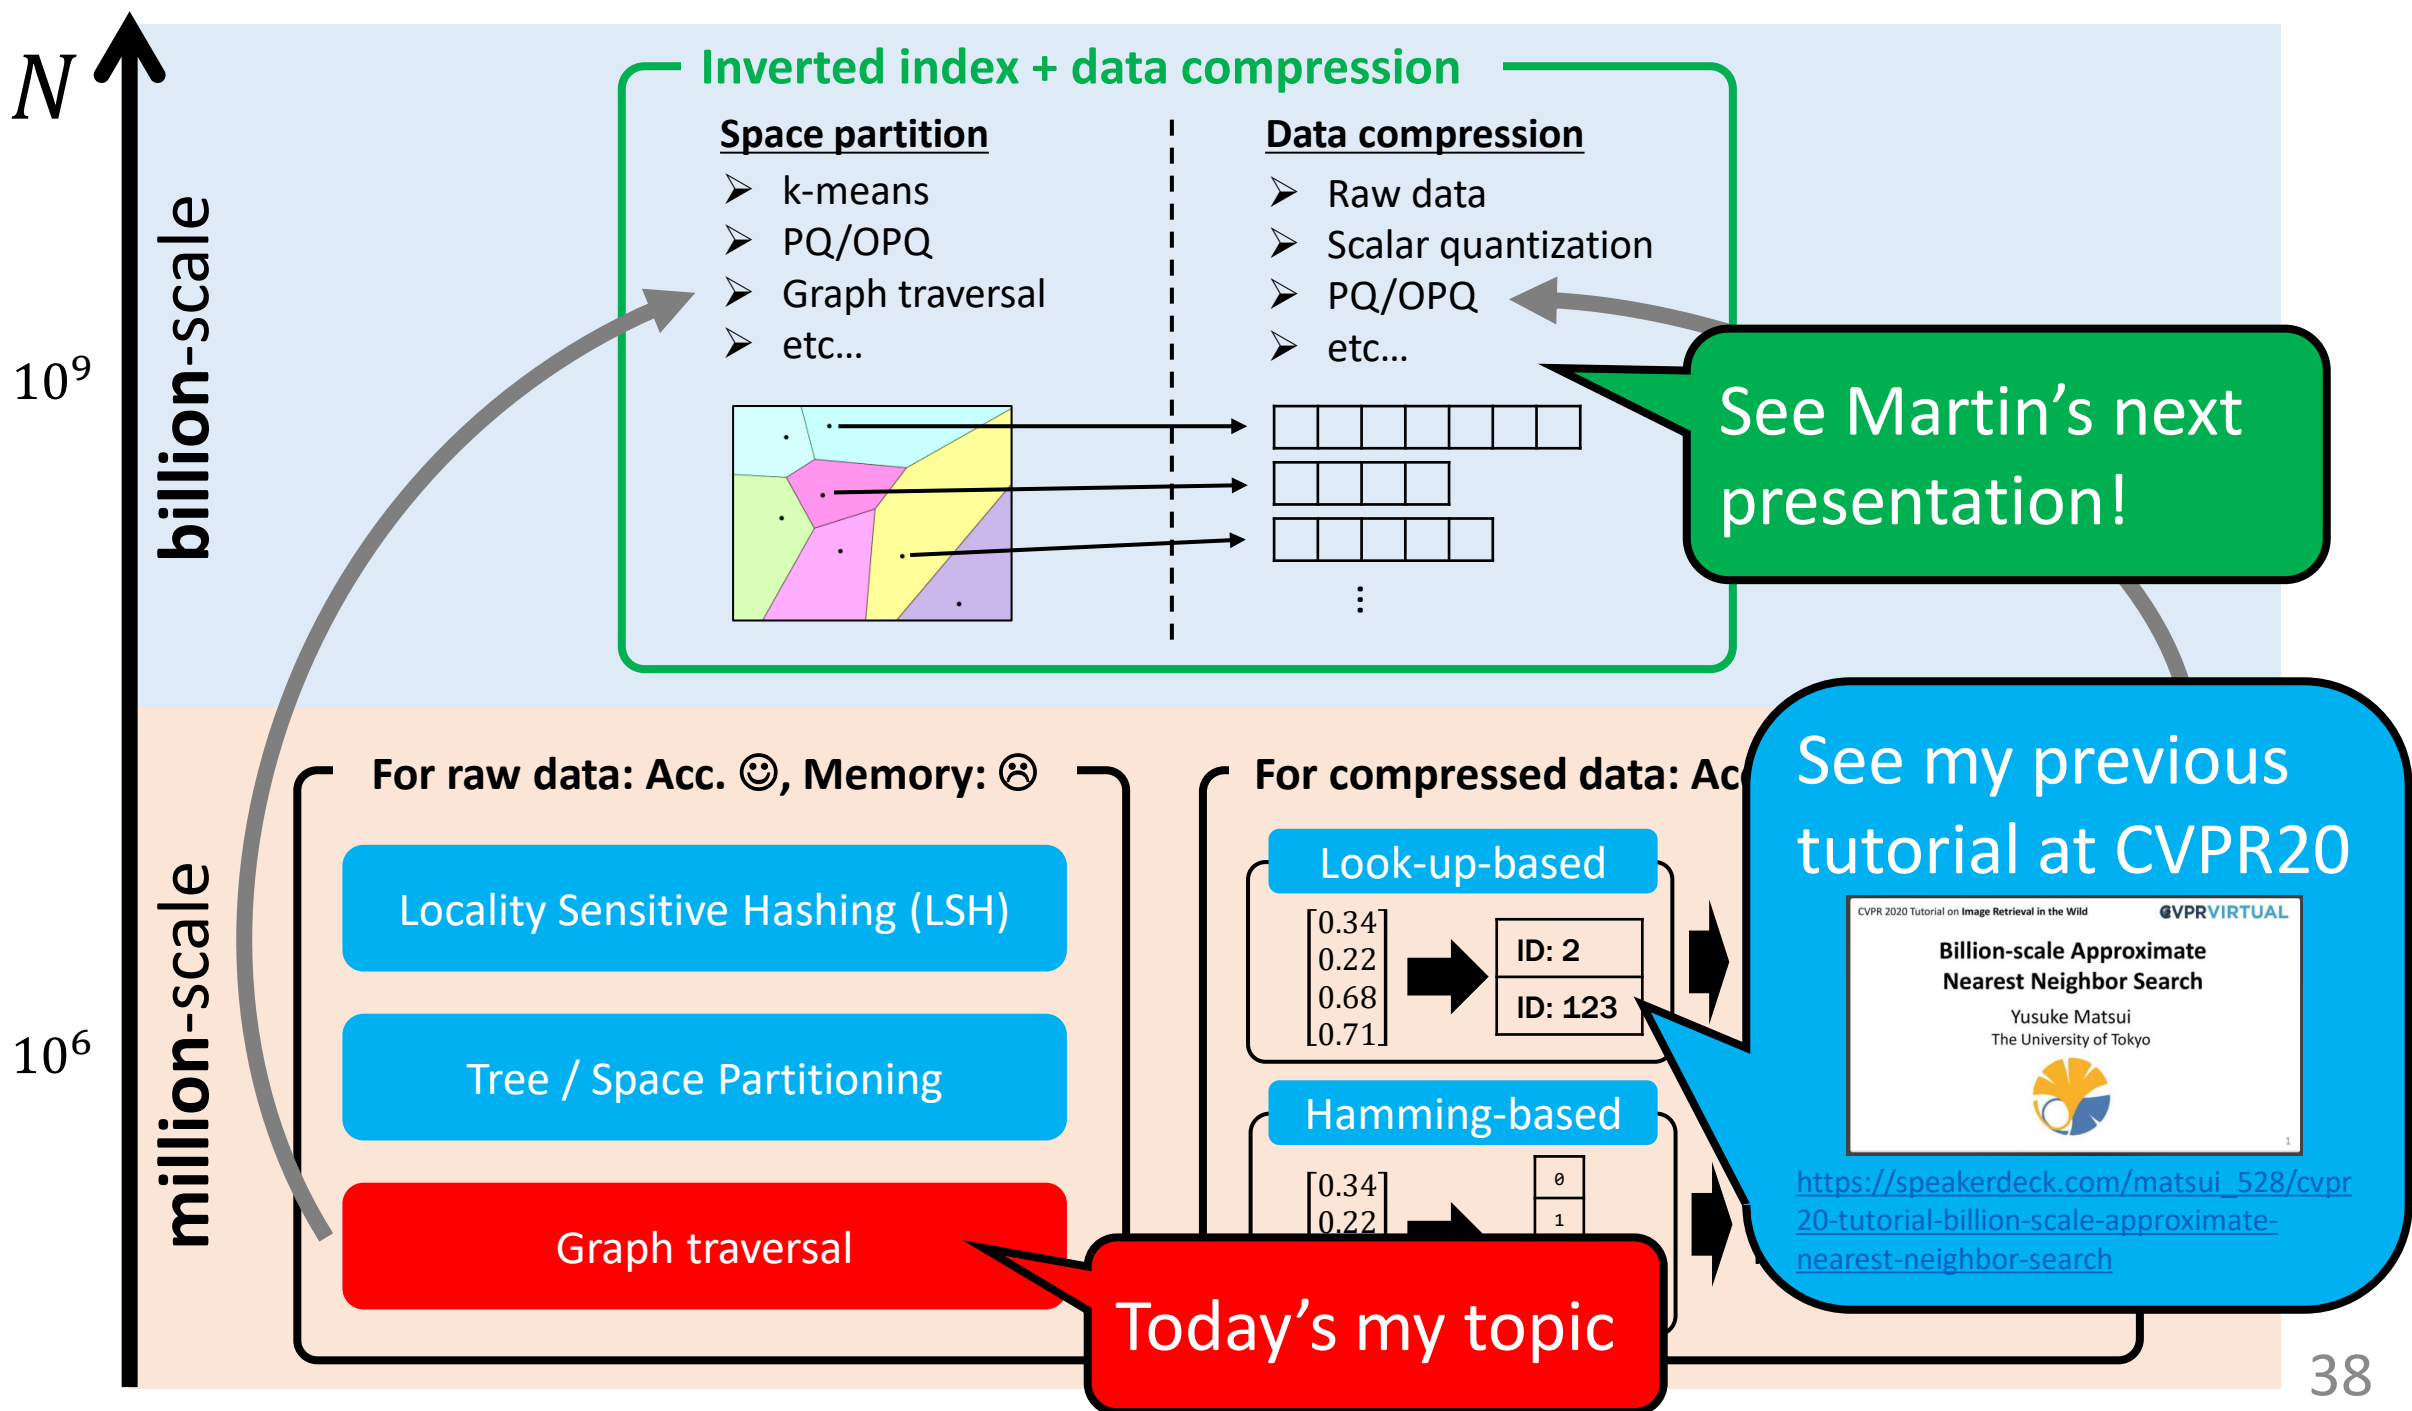 N
10⁹
10⁶
billion-scale
million-scale
Inverted index + data compression
Space partition
k-means
PQ/OPQ
Graph traversal
etc...
Data compression
Raw data
Scalar quantization
PQ/OPQ
etc...
⋮
See Martin's next
presentation!
For raw data: Acc. ☺, Memory: ☹
Locality Sensitive Hashing (LSH)
Tree / Space Partitioning
Graph traversal
Today's my topic
For compressed data:
Look-up-based
0.34
0.22
0.68
0.71
ID: 2
ID: 123
Hamming-based
0.34
0.22
0
1
See my previous
tutorial at CVPR20
CVPR 2020 Tutorial on Image Retrieval in the Wild
CVPRVIRTUAL
Billion-scale Approximate
Nearest Neighbor Search
Yusuke Matsui
The University of Tokyo
1
https://speakerdeck.com/matsui_528/cvpr
20-tutorial-billion-scale-approximate-
nearest-neighbor-search
38